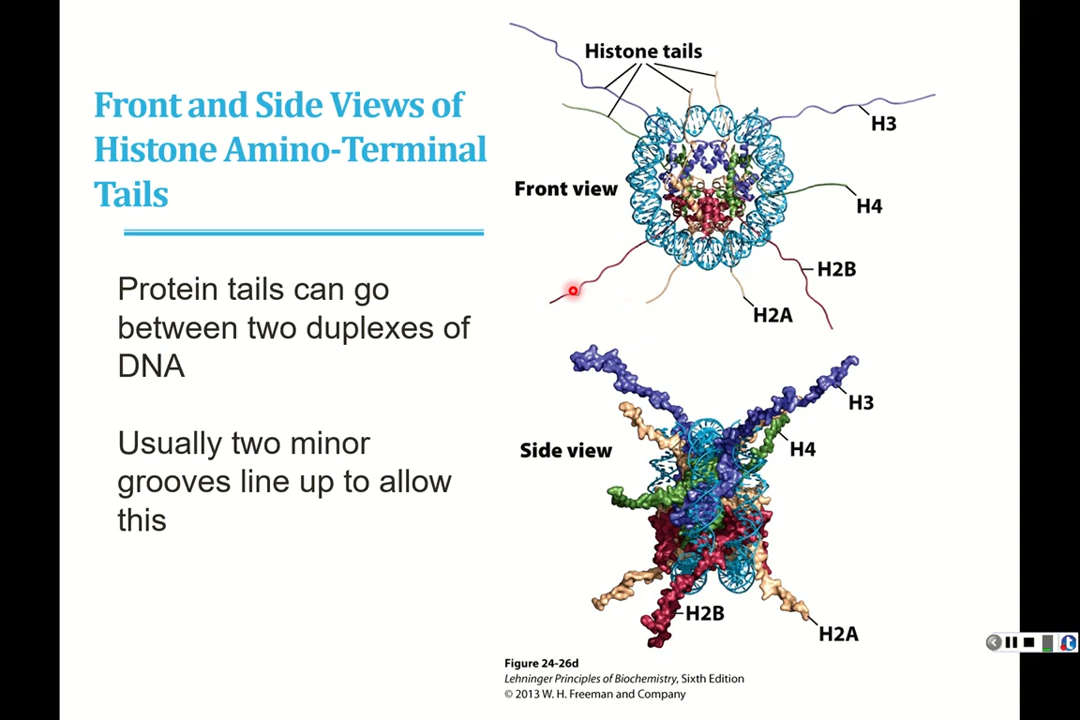 Front and Side Views of
Histone Amino-Terminal
Tails
Protein tails can go
between two duplexes of
DNA
Usually two minor
grooves line up to allow
this
Histone tails
H3
Front view
H4
H2B
H2A
H3
Side view
H4
H2B
H2A
Figure 24-26d
Lehninger Principles of Biochemistry, Sixth Edition
© 2013 W. H. Freeman and Company